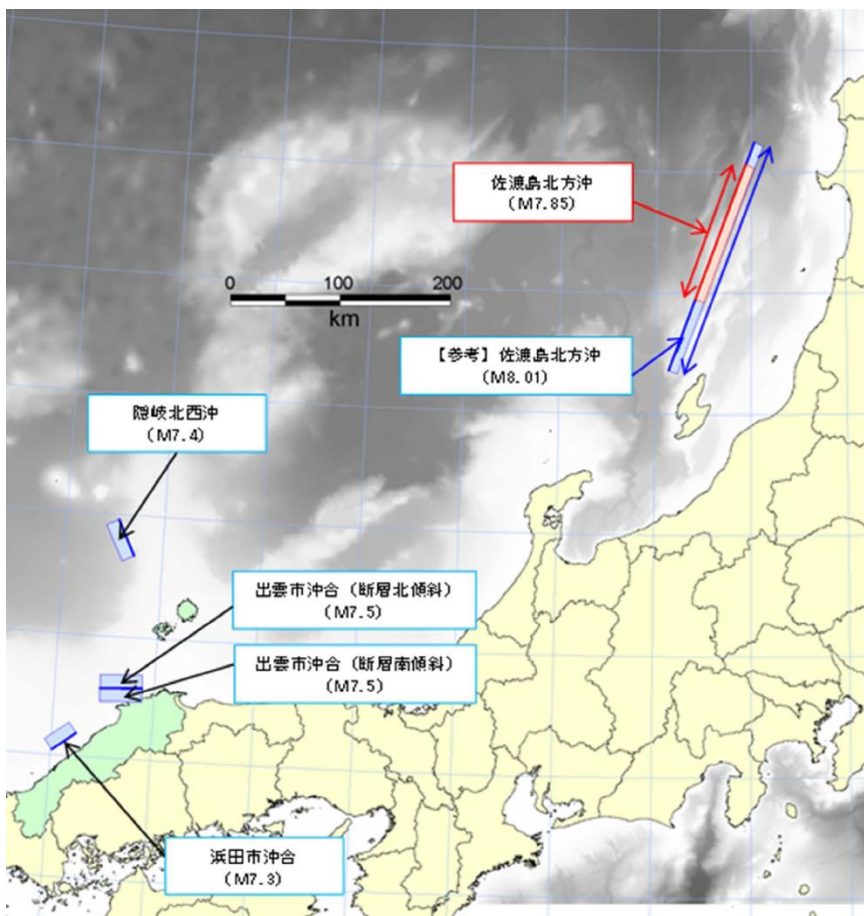 佐渡島北方沖
(M7.85)
0 100 200
km
【参考】佐渡島北方沖
(M8.01)
隠岐北西沖
(M7.4)
出雲市沖合（断層北傾斜）
(M7.5)
出雲市沖合（断層南傾斜）
(M7.5)
浜田市沖合
(M7.3)